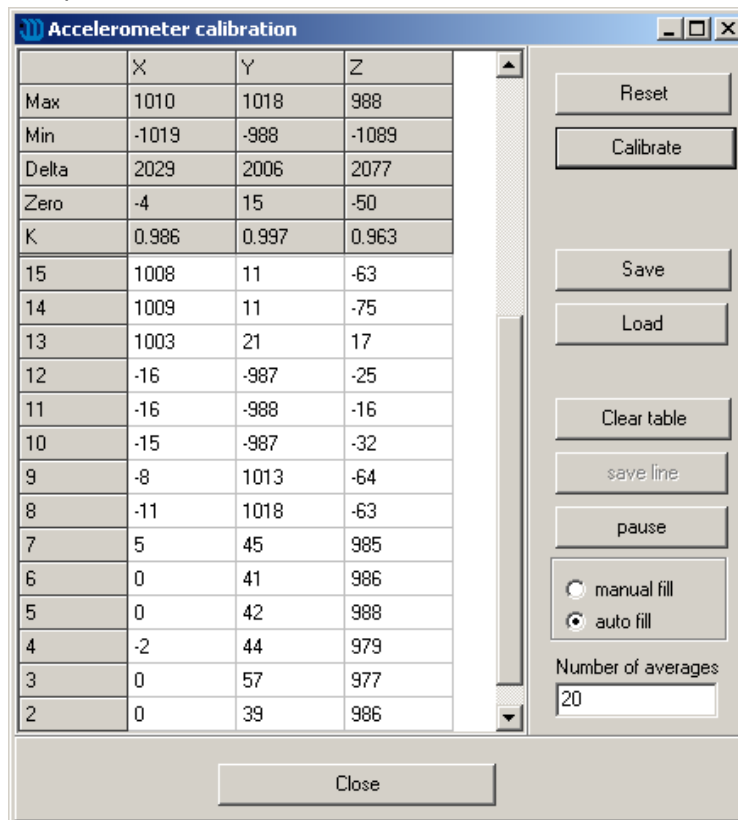 Accelerometer calibration
X Y Z
Max 1010 1018 988
Min -1019 -988 -1089
Delta 2029 2006 2077
Zero -4 15 -50
K 0.986 0.997 0.963
15 1008 11 -63
14 1009 11 -75
13 1003 21 17
12 -16 -987 -25
11 -16 -988 -16
10 -15 -987 -32
9 -8 1013 -64
8 -11 1018 -63
7 5 45 985
6 0 41 986
5 0 42 988
4 -2 44 979
3 0 57 977
2 0 39 986
Reset
Calibrate
Save
Load
Clear table
save line
pause
manual fill
auto fill
Number of averages
20
Close